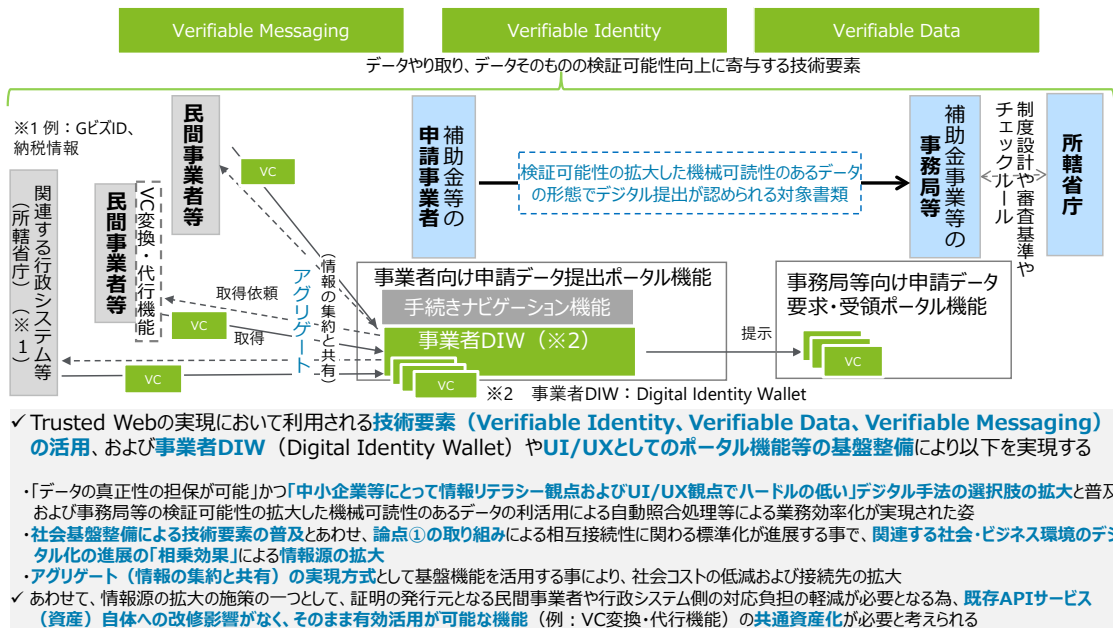 Verifiable Messaging
Verifiable Identity
Verifiable Data
データやり取り、データそのものの検証可能性向上に寄与する技術要素
※1 例：GビズID、
納税情報
関連する行政システム等
（所轄省庁）（※1）
民間事業者等
VC変換・代行機能
民間事業者等
VC
補助金等の
申請事業者
検証可能性の拡大した機械可読性のあるデータ
の形態でデジタル提出が認められる対象書類
補助金事業等の
事務局等
制度設計や審査基準や
チェックルール
所轄省庁
アグリゲート
（情報の集約と共有）
取得依頼
VC
取得
VC
事業者向け申請データ提出ポータル機能
手続きナビゲーション機能
事業者DIW（※2）
VC
提示
事務局等向け申請データ
要求・受領ポータル機能
VC
※2　事業者DIW：Digital Identity Wallet
✓ Trusted Webの実現において利用される技術要素（Verifiable Identity、Verifiable Data、Verifiable Messaging）
の活用、および事業者DIW（Digital Identity Wallet）やUI/UXとしてのポータル機能等の基盤整備により以下を実現する
・「データの真正性の担保が可能」かつ「中小企業等にとって情報リテラシー観点およびUI/UX観点でハードルの低い」デジタル手法の選択肢の拡大と普及
および事務局等の検証可能性の拡大した機械可読性のあるデータの利活用による自動照合処理等による業務効率化が実現された姿
・社会基盤整備による技術要素の普及とあわせ、論点①の取り組みによる相互接続性に関わる標準化が進展する事で、関連する社会・ビジネス環境のデジ
タル化の進展の「相乗効果」による情報源の拡大
・アグリゲート（情報の集約と共有）の実現方式として基盤機能を活用する事により、社会コストの低減および接続先の拡大
✓ あわせて、情報源の拡大の施策の一つとして、証明の発行元となる民間事業者や行政システム側の対応負担の軽減が必要となる為、既存APIサービス
（資産）自体への改修影響がなく、そのまま有効活用が可能な機能（例：VC変換・代行機能）の共通資産化が必要と考えられる